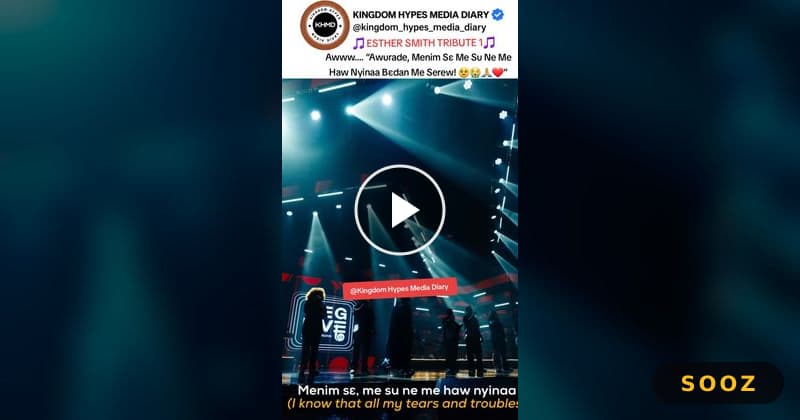 KINGDOM HYPES MEDIA DIARY
@kingdom_hypes_media_diary
KHMD
🎵ESTHER SMITH TRIBUTE 1🎵
Awww.... “Awurade, Menim Sɛ Me Su Ne Me
Haw Nyinaa Bɛdan Me Serew! 🥹😭🙏❤️”
@Kingdom Hypes Media Diary
Menim sɛ, me su ne me haw nyinaa
(I know that all my tears and troubles
SOOZ